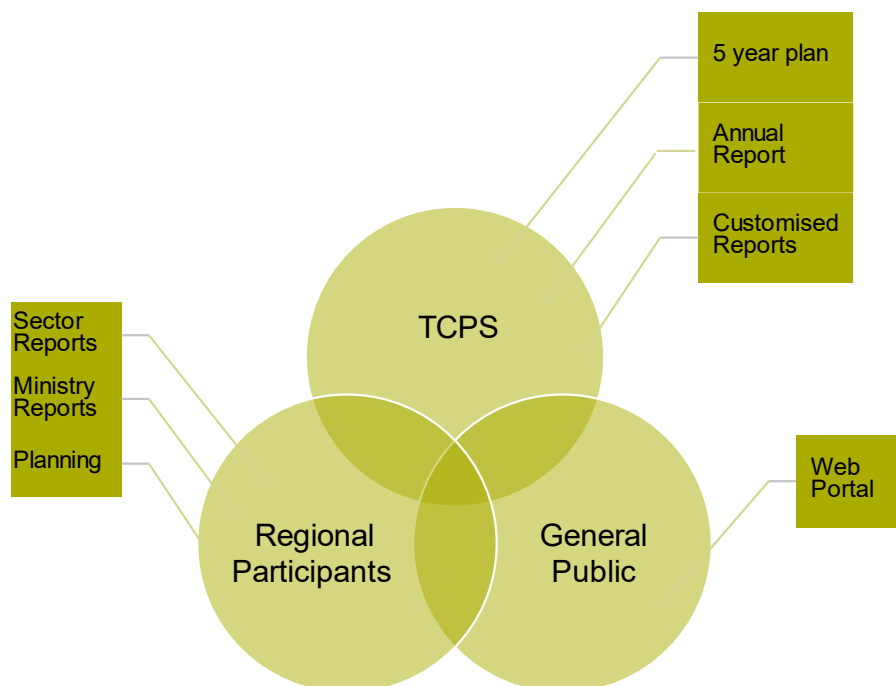 5 year plan
Annual
Report
Customised
Reports
TCPS
Sector
Reports
Ministry
Reports
Planning
Web
Portal
Regional
Participants
General
Public